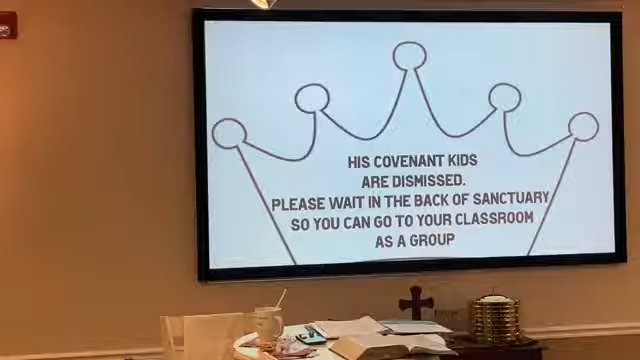 HIS COVENANT KIDS
ARE DISMISSED.
PLEASE WAIT IN THE BACK OF SANCTUARY
SO YOU CAN GO TO YOUR CLASSROOM
AS A GROUP